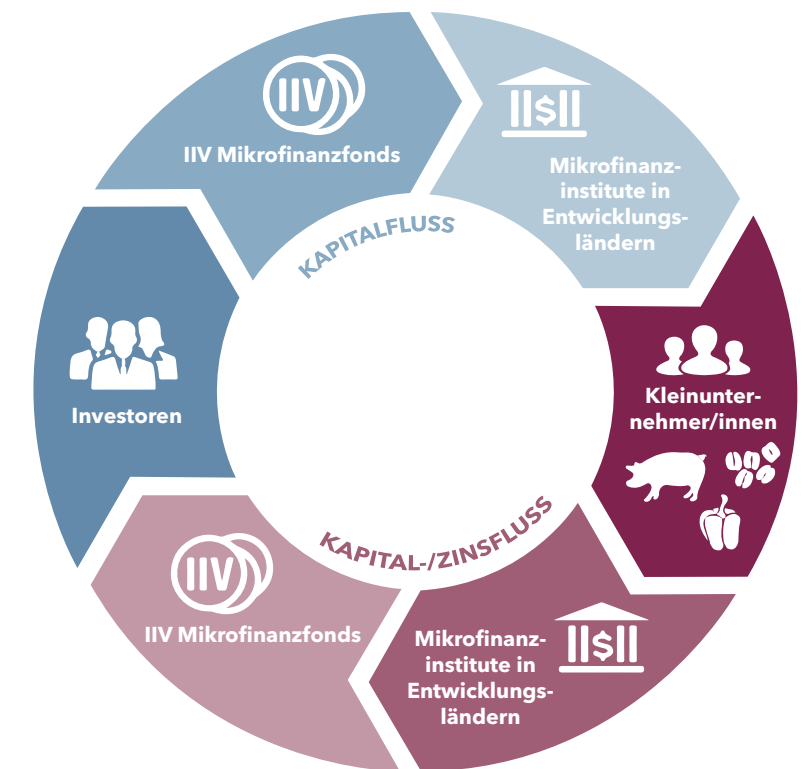 IIV
IIV Mikrofinanzfonds
$
Mikrofinanz-
institute in
Entwicklungs-
ländern
KAPITALFLUSS
Investoren
Kleinunter-
nehmer/innen
KAPITAL-/ZINSFLUSS
IIV
IIV Mikrofinanzfonds
Mikrofinanz-
institute in
Entwicklungs-
ländern
$